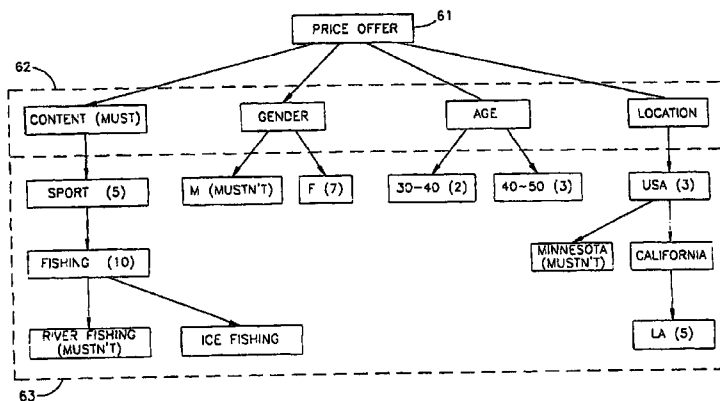 61
PRICE OFFER
62
CONTENT (MUST)
GENDER
AGE
LOCATION
SPORT (5)
M (MUSTN'T)
F (7)
30-40 (2)
40~50 (3)
USA (3)
FISHING (10)
MINNESOTA
(MUSTN'T)
CALIFORNIA
RIVER FISHING
(MUSTN'T)
ICE FISHING
LA (5)
63